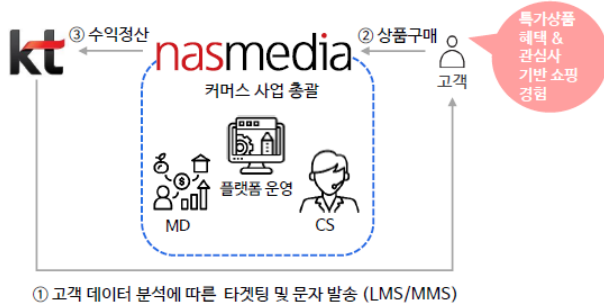 kt
③ 수익정산
nasmedia
② 상품구매
고객
특가상품
혜택 &
관심사
기반 쇼핑
경험
커머스 사업 총괄
플랫폼 운영
MD
CS
① 고객 데이터 분석에 따른 타겟팅 및 문자 발송 (LMS/MMS)